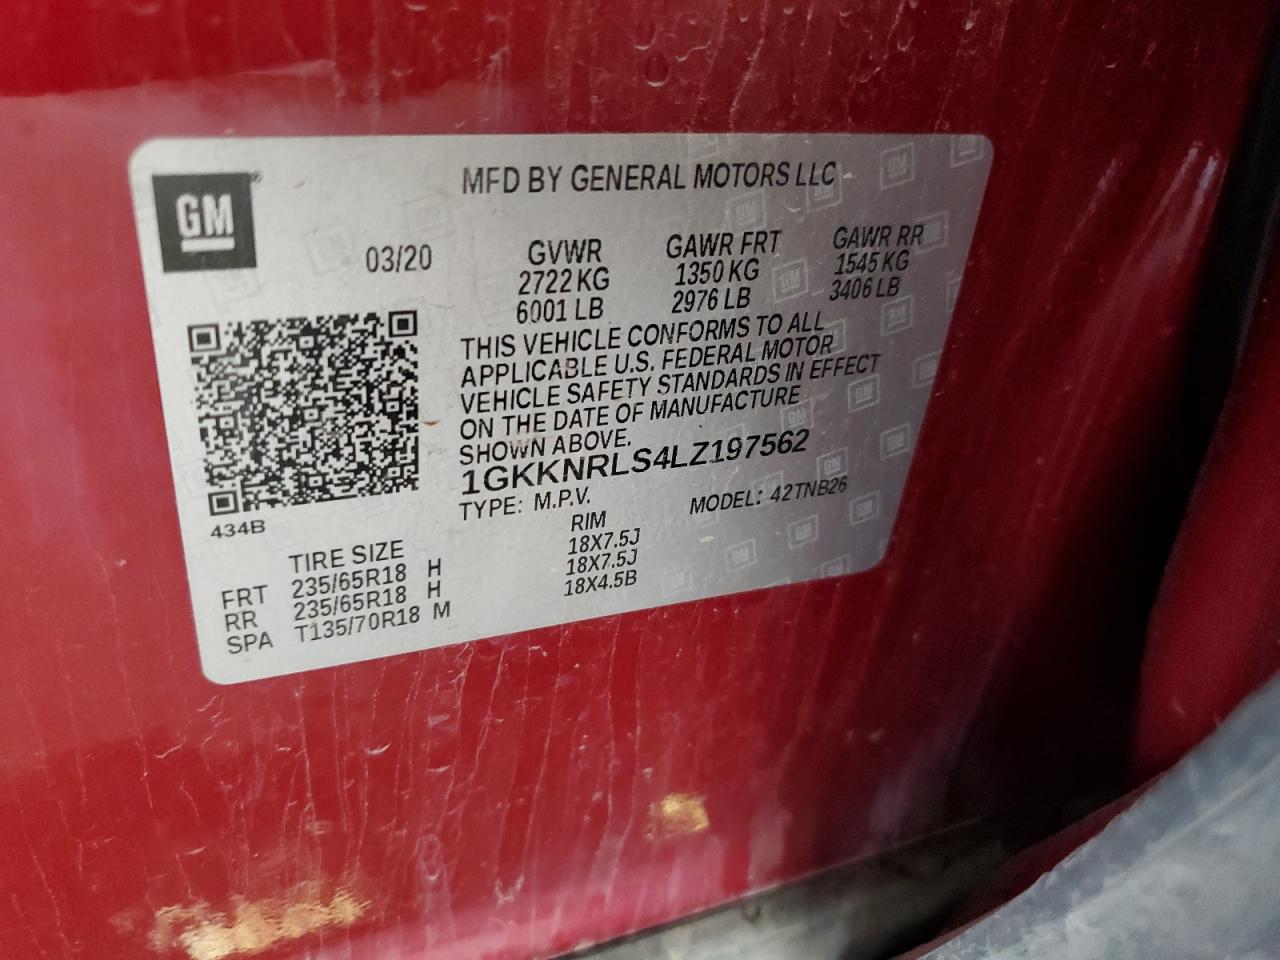 GM
MFD BY GENERAL MOTORS LLC
03/20
GVWR GAWR FRT GAWR RR
2722 KG 1350 KG 1545 KG
6001 LB 2976 LB 3406 LB
THIS VEHICLE CONFORMS TO ALL
APPLICABLE U.S. FEDERAL MOTOR
VEHICLE SAFETY STANDARDS IN EFFECT
ON THE DATE OF MANUFACTURE
SHOWN ABOVE.
1GKKNRLS4LZ197562
TYPE: M.P.V. MODEL: 42TNB26
434B
TIRE SIZE RIM
FRT 235/65R18 H 18X7.5J
RR 235/65R18 H 18X7.5J
SPA T135/70R18 M 18X4.5B